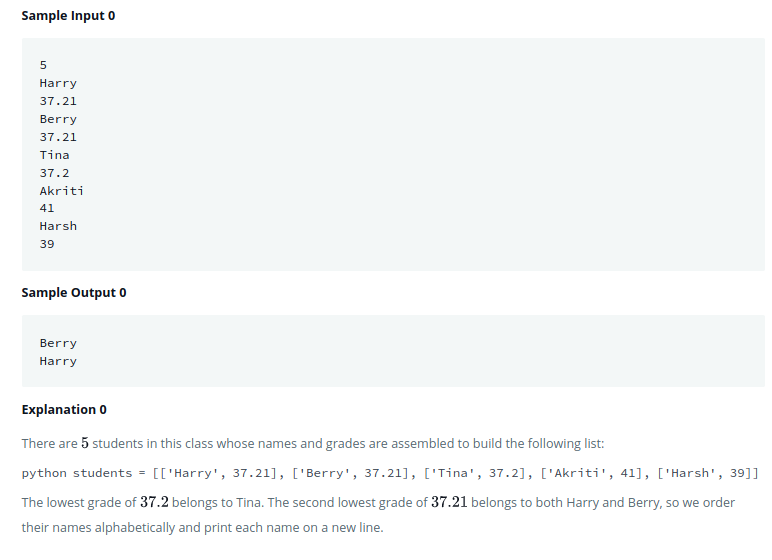 Sample Input 0
5
Harry
37.21
Berry
37.21
Tina
37.2
Akriti
41
Harsh
39
Sample Output 0
Berry
Harry
Explanation 0
There are 5 students in this class whose names and grades are assembled to build the following list:
python students = [['Harry', 37.21], ['Berry', 37.21], ['Tina', 37.2], ['Akriti', 41], ['Harsh', 39]]
The lowest grade of 37.2 belongs to Tina. The second lowest grade of 37.21 belongs to both Harry and Berry, so we order
their names alphabetically and print each name on a new line.